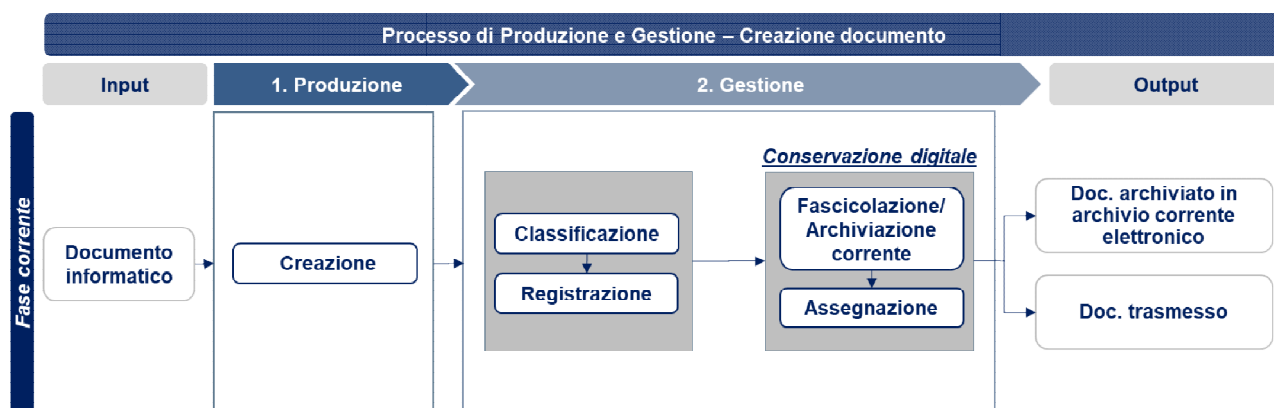 Processo di Produzione e Gestione – Creazione documento
Input
1. Produzione
2. Gestione
Output
Fase corrente
Documento
informatico
Creazione
Classificazione
Registrazione
Conservazione digitale
Fascicolazione/
Archiviazione
corrente
Assegnazione
Doc. archiviato in
archivio corrente
elettronico
Doc. trasmesso